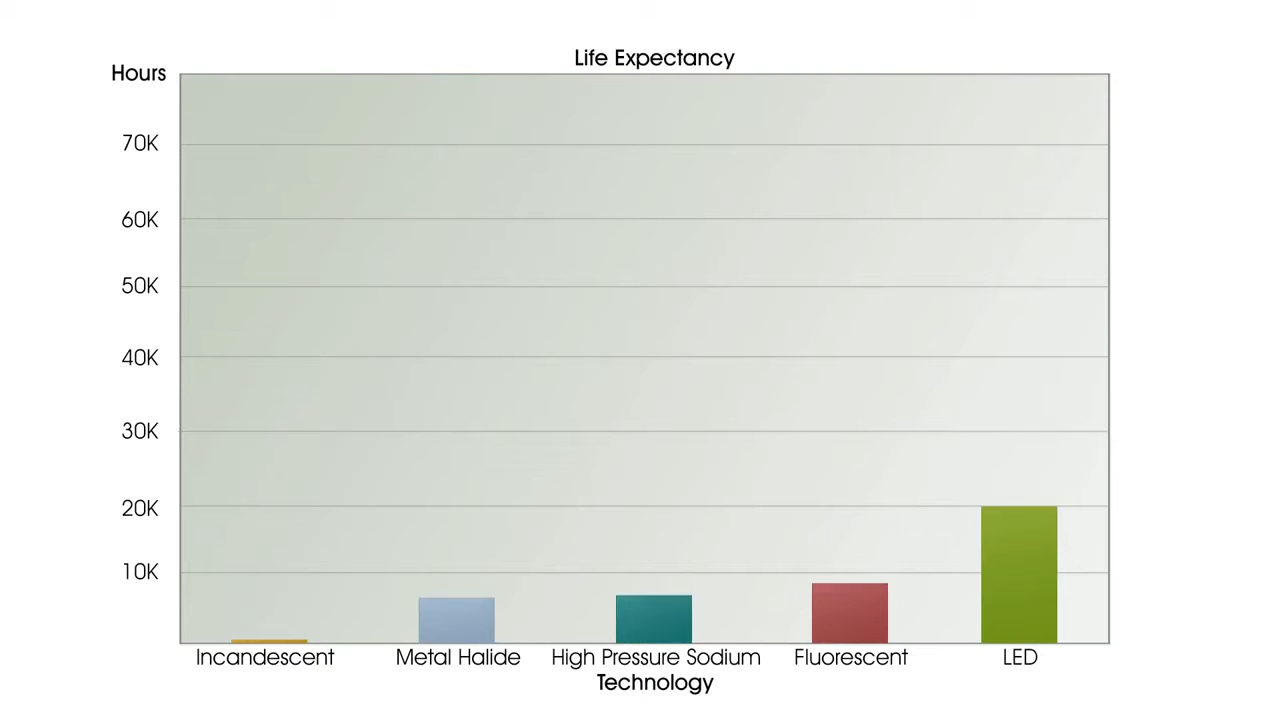 Life Expectancy
Hours
70K
60K
50K
40K
30K
20K
10K
Incandescent Metal Halide High Pressure Sodium Fluorescent LED
Technology